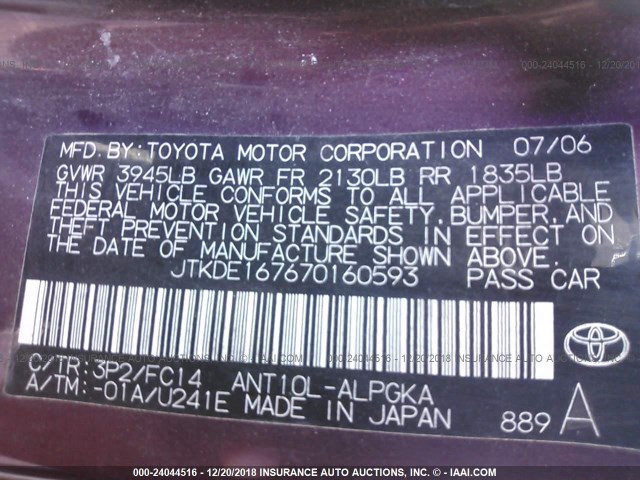 MFD. BY: TOYOTA MOTOR CORPORATION 07/06
GVWR 3945LB GAWR FR 2130LB RR 1835LB
THIS VEHICLE CONFORMS TO ALL APPLICABLE
FEDERAL MOTOR VEHICLE SAFETY, BUMPER, AND
THEFT PREVENTION STANDARDS IN EFFECT ON
THE DATE OF MANUFACTURE SHOWN ABOVE.
JTKDE167670160593 PASS CAR
C/TR: 3P2/FC14 ANT10L-ALPGKA
A/TM: -01A/U241E MADE IN JAPAN
889 A
000-24044516 - 12/20/2018 INSURANCE AUTO AUCTIONS, INC. - © IAAI.COM